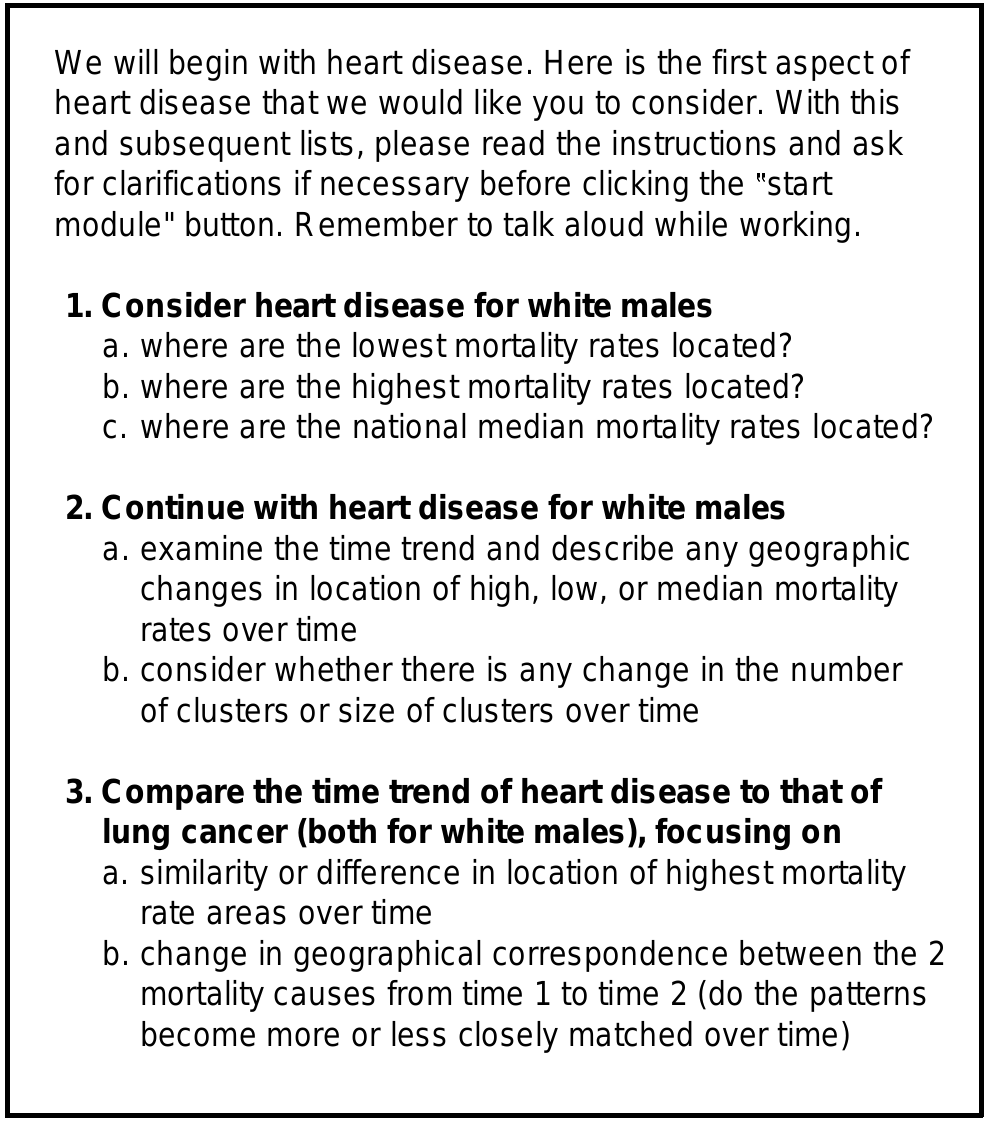 We will begin with heart disease. Here is the first aspect of
heart disease that we would like you to consider. With this
and subsequent lists, please read the instructions and ask
for clarifications if necessary before clicking the "start
module" button. Remember to talk aloud while working.
1. Consider heart disease for white males
a. where are the lowest mortality rates located?
b. where are the highest mortality rates located?
c. where are the national median mortality rates located?
2. Continue with heart disease for white males
a. examine the time trend and describe any geographic
changes in location of high, low, or median mortality
rates over time
b. consider whether there is any change in the number
of clusters or size of clusters over time
3. Compare the time trend of heart disease to that of
lung cancer (both for white males), focusing on
a. similarity or difference in location of highest mortality
rate areas over time
b. change in geographical correspondence between the 2
mortality causes from time 1 to time 2 (do the patterns
become more or less closely matched over time)